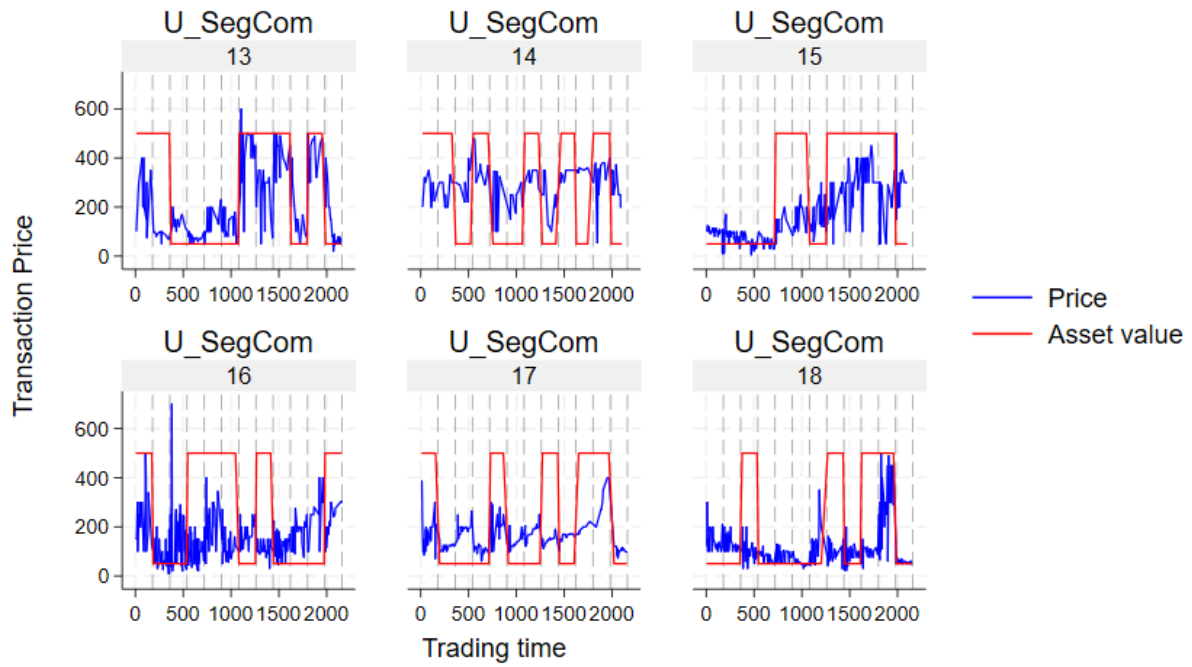 U_SegCom U_SegCom U_SegCom
13 14 15
600
400
200
0
0 500 1000 1500 2000 0 500 1000 1500 2000 0 500 1000 1500 2000
Transaction Price
Price
Asset value
U_SegCom U_SegCom U_SegCom
16 17 18
600
400
200
0
0 500 1000 1500 2000 0 500 1000 1500 2000 0 500 1000 1500 2000
Trading time